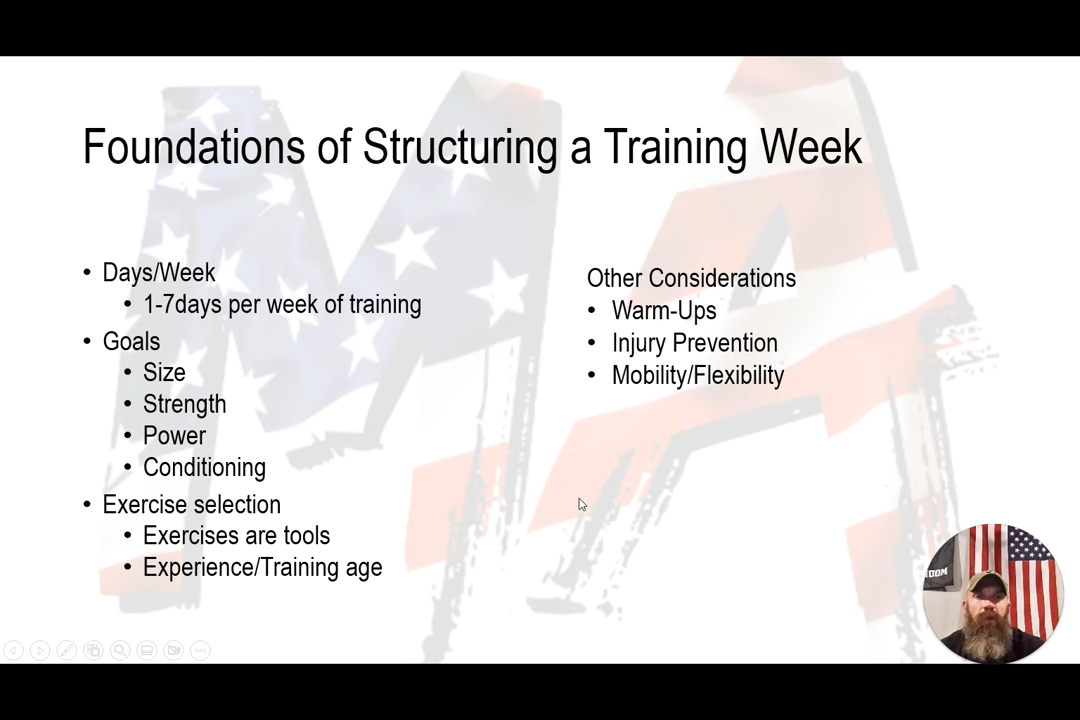 Foundations of Structuring a Training Week
• Days/Week
• 1-7days per week of training
• Goals
• Size
• Strength
• Power
• Conditioning
• Exercise selection
• Exercises are tools
• Experience/Training age
Other Considerations
• Warm-Ups
• Injury Prevention
• Mobility/Flexibility
MA